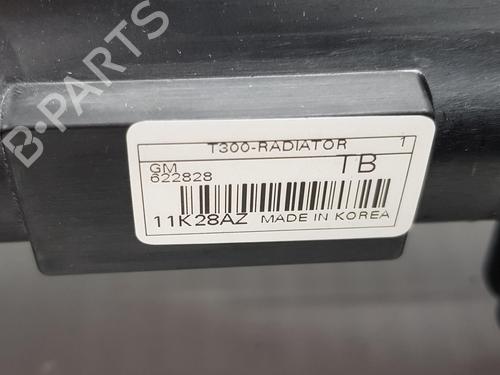 B-PARTS
T300-RADIATOR 1
GM TB
622828
11K28AZ MADE IN KOREA